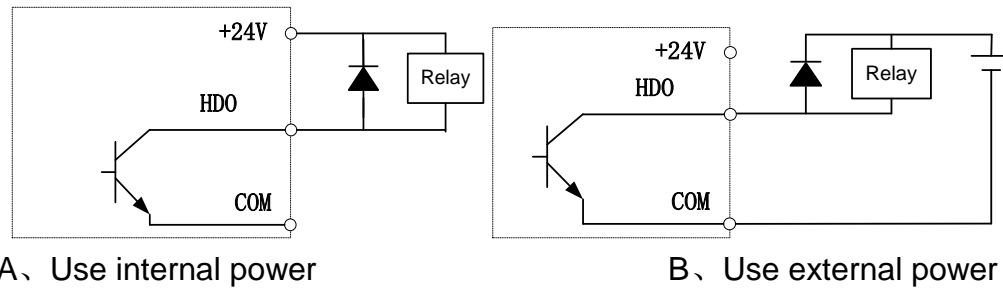 +24V
Relay
HDO
COM
A、Use internal power
+24V
Relay
HDO
COM
B、Use external power